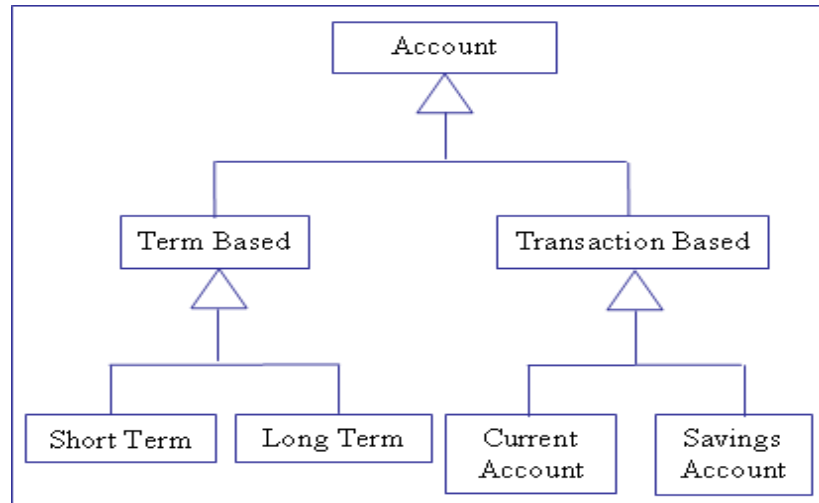 Account
Term Based
Transaction Based
Short Term
Long Term
Current
Account
Savings
Account